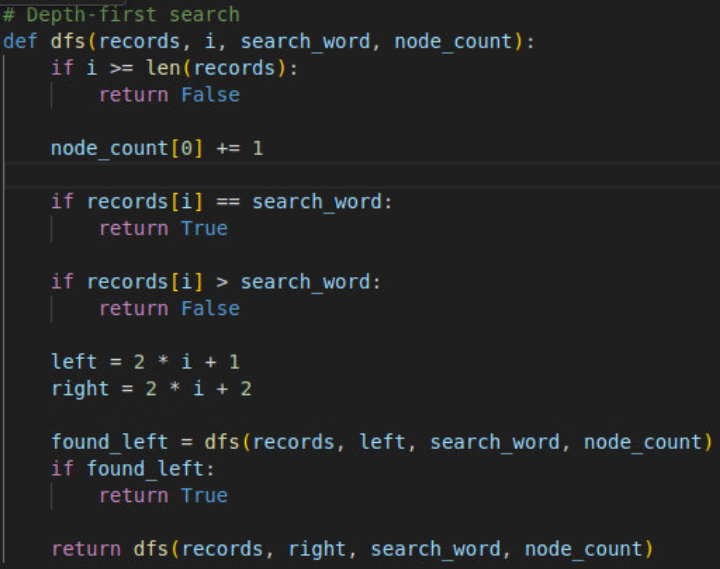 # Depth-first search
def dfs(records, i, search_word, node_count):
    if i >= len(records):
        return False

    node_count[0] += 1

    if records[i] == search_word:
        return True

    if records[i] > search_word:
        return False

    left = 2 * i + 1
    right = 2 * i + 2

    found_left = dfs(records, left, search_word, node_count)
    if found_left:
        return True

    return dfs(records, right, search_word, node_count)